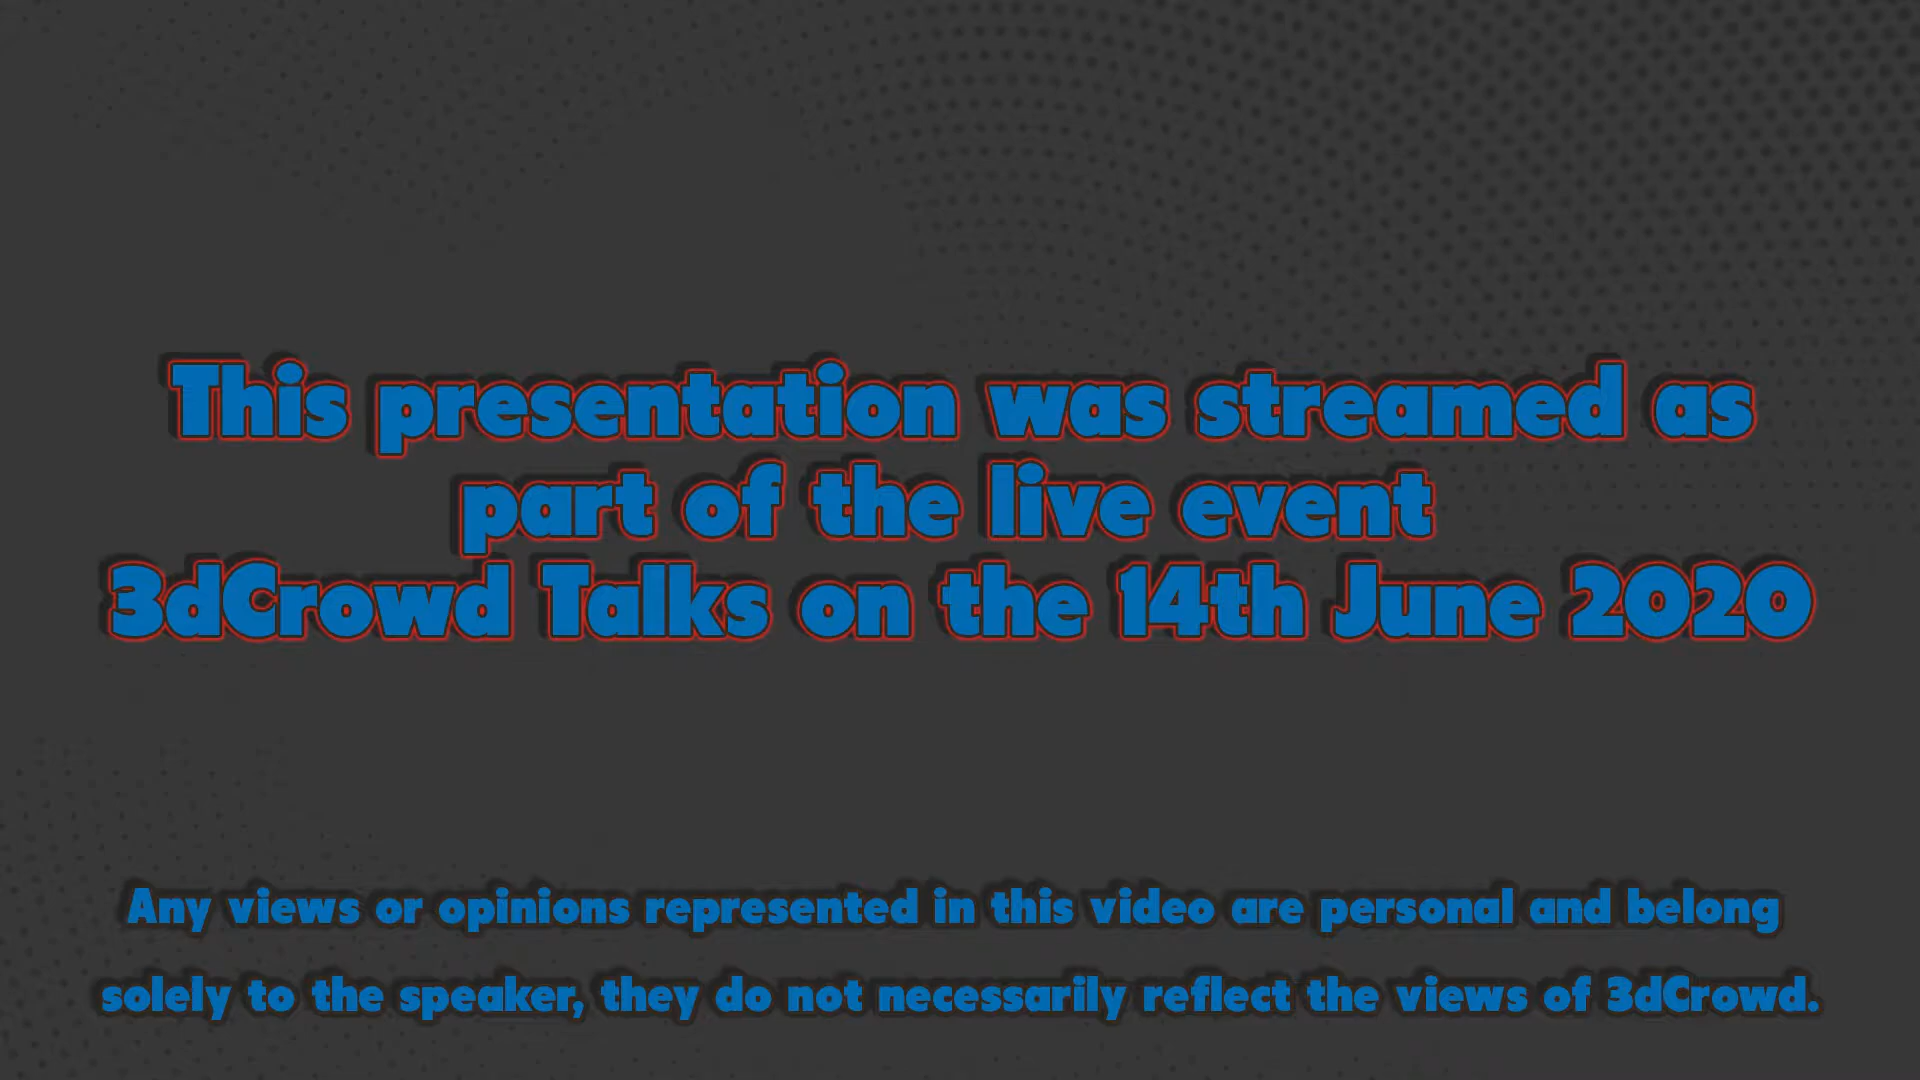 This presentation was streamed as
part of the live event
3dCrowd Talks on the 14th June 2020
Any views or opinions represented in this video are personal and belong
solely to the speaker, they do not necessarily reflect the views of 3dCrowd.